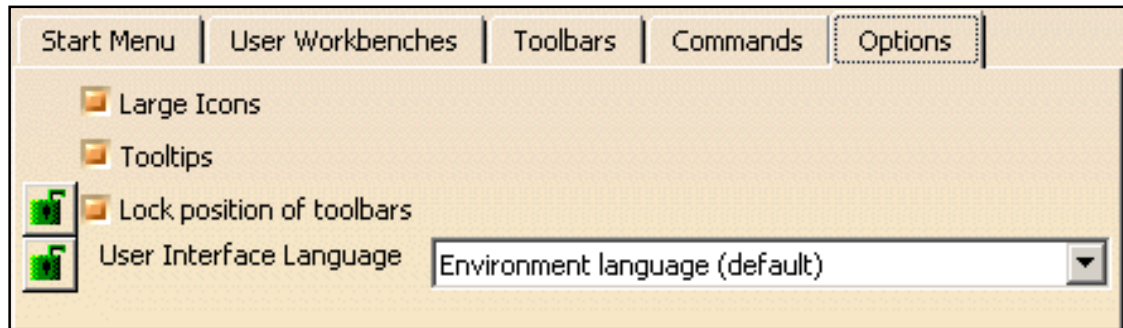 Start Menu User Workbenches Toolbars Commands Options
Large Icons
Tooltips
Lock position of toolbars
User Interface Language Environment language (default)